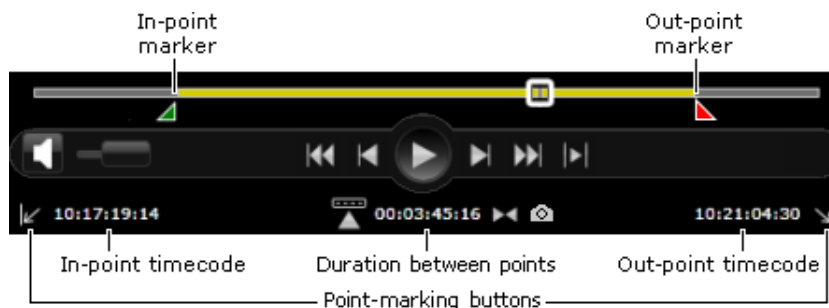 In-point
marker
Out-point
marker
10:17:19:14
00:03:45:16
10:21:04:30
In-point timecode
Duration between points
Out-point timecode
Point-marking buttons